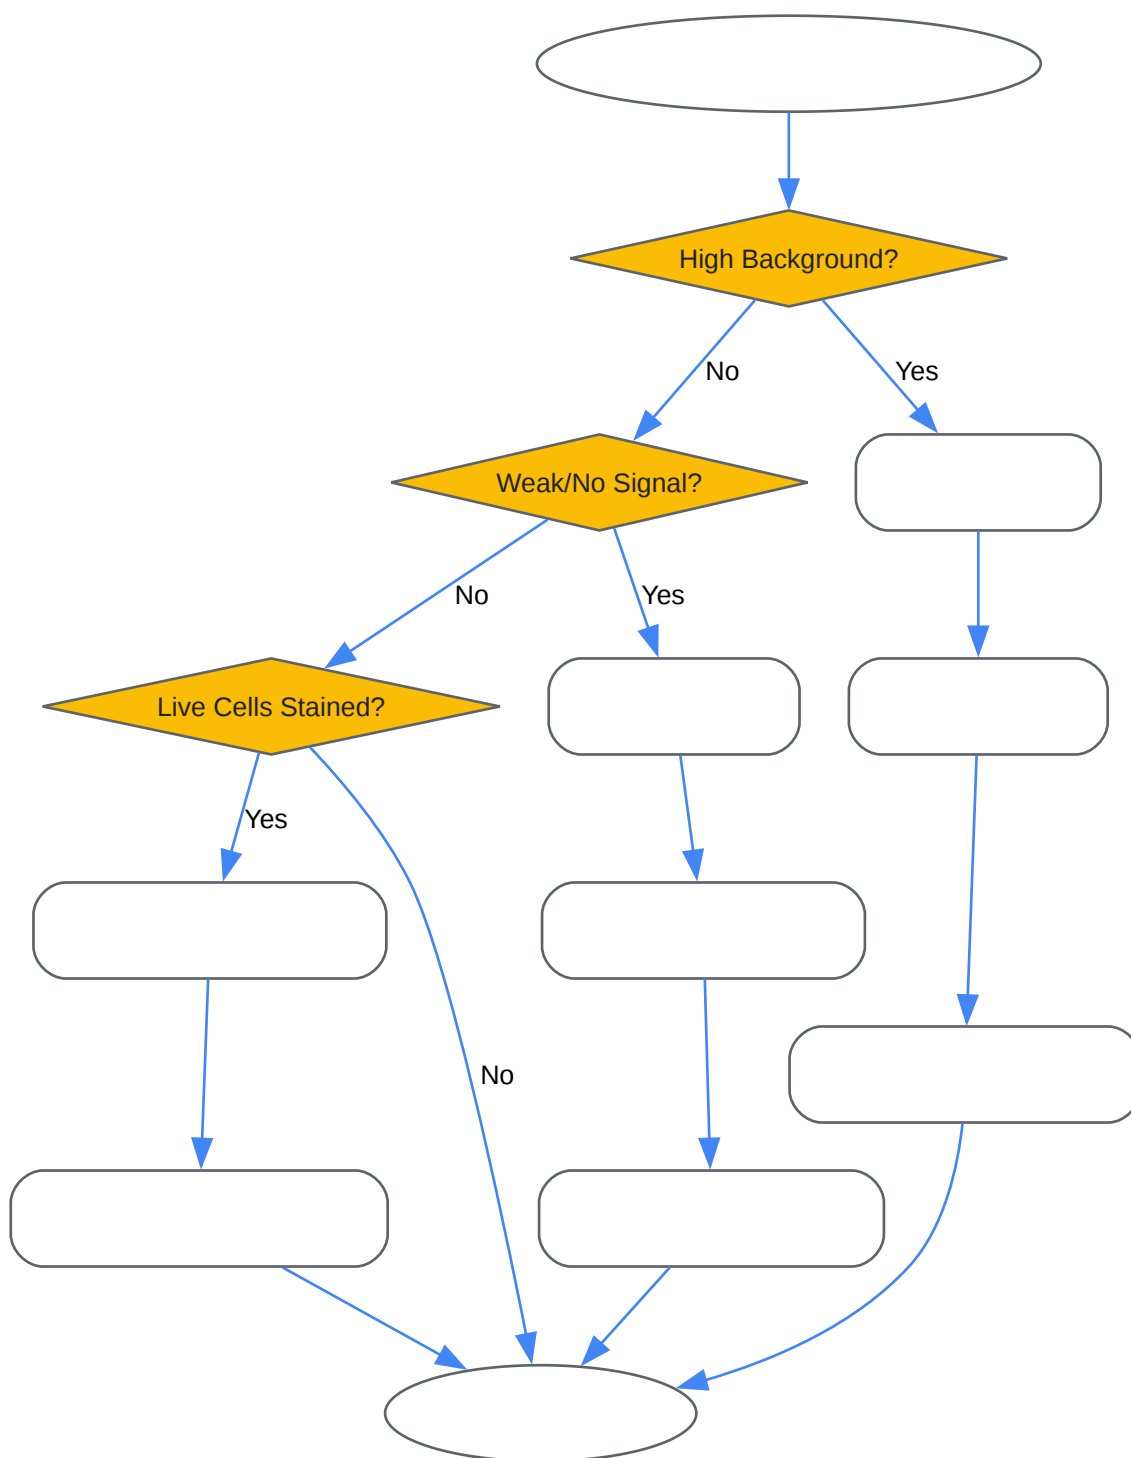 High Background?
No
Yes
Weak/No Signal?
No
Yes
Live Cells Stained?
Yes
No